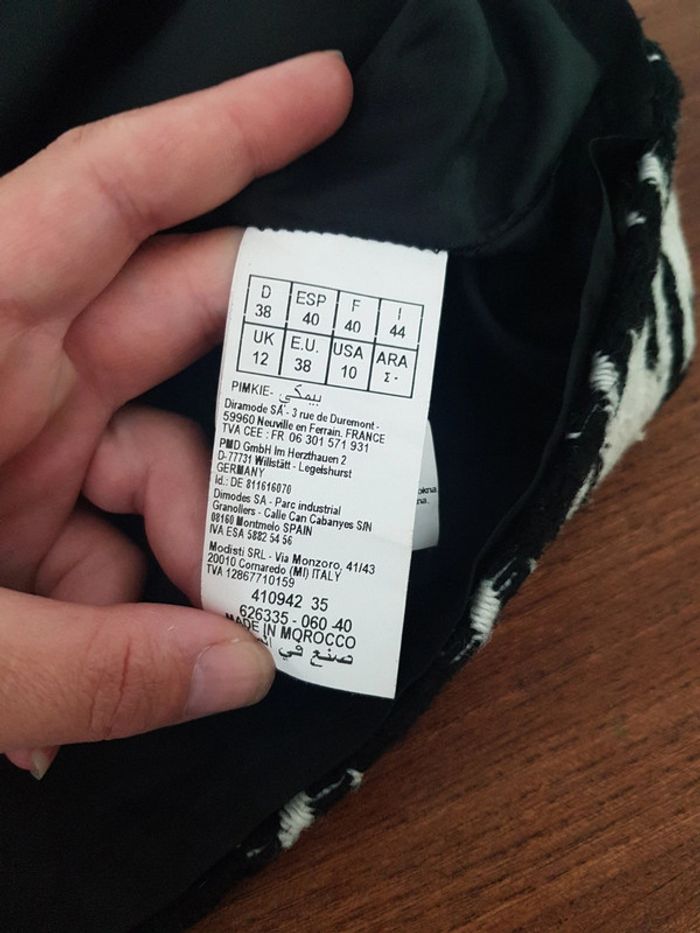 D ESP F I
38 40 40 44
UK E.U. USA ARA
12 38 10 ٤٠
PIMKIE- بيمكي
Diramode SA - 3 rue de Duremont -
59960 Neuville en Ferrain. FRANCE
TVA CEE : FR 06 301 571 931
PMD GmbH Im Herzthauen 2
D-77731 Willstätt - Legelshurst
GERMANY
Id.: DE 811616070
Dimodes SA - Parc industrial
Granollers - Calle Can Cabanyes S/N
08160 Montmelo SPAIN
IVA ESA 5882 54 56
Modisti SRL - Via Monzoro, 41/43
20010 Cornaredo (MI) ITALY
TVA 12867710159
410942 35
626335 - 060 40
MADE IN MOROCCO
صنع في